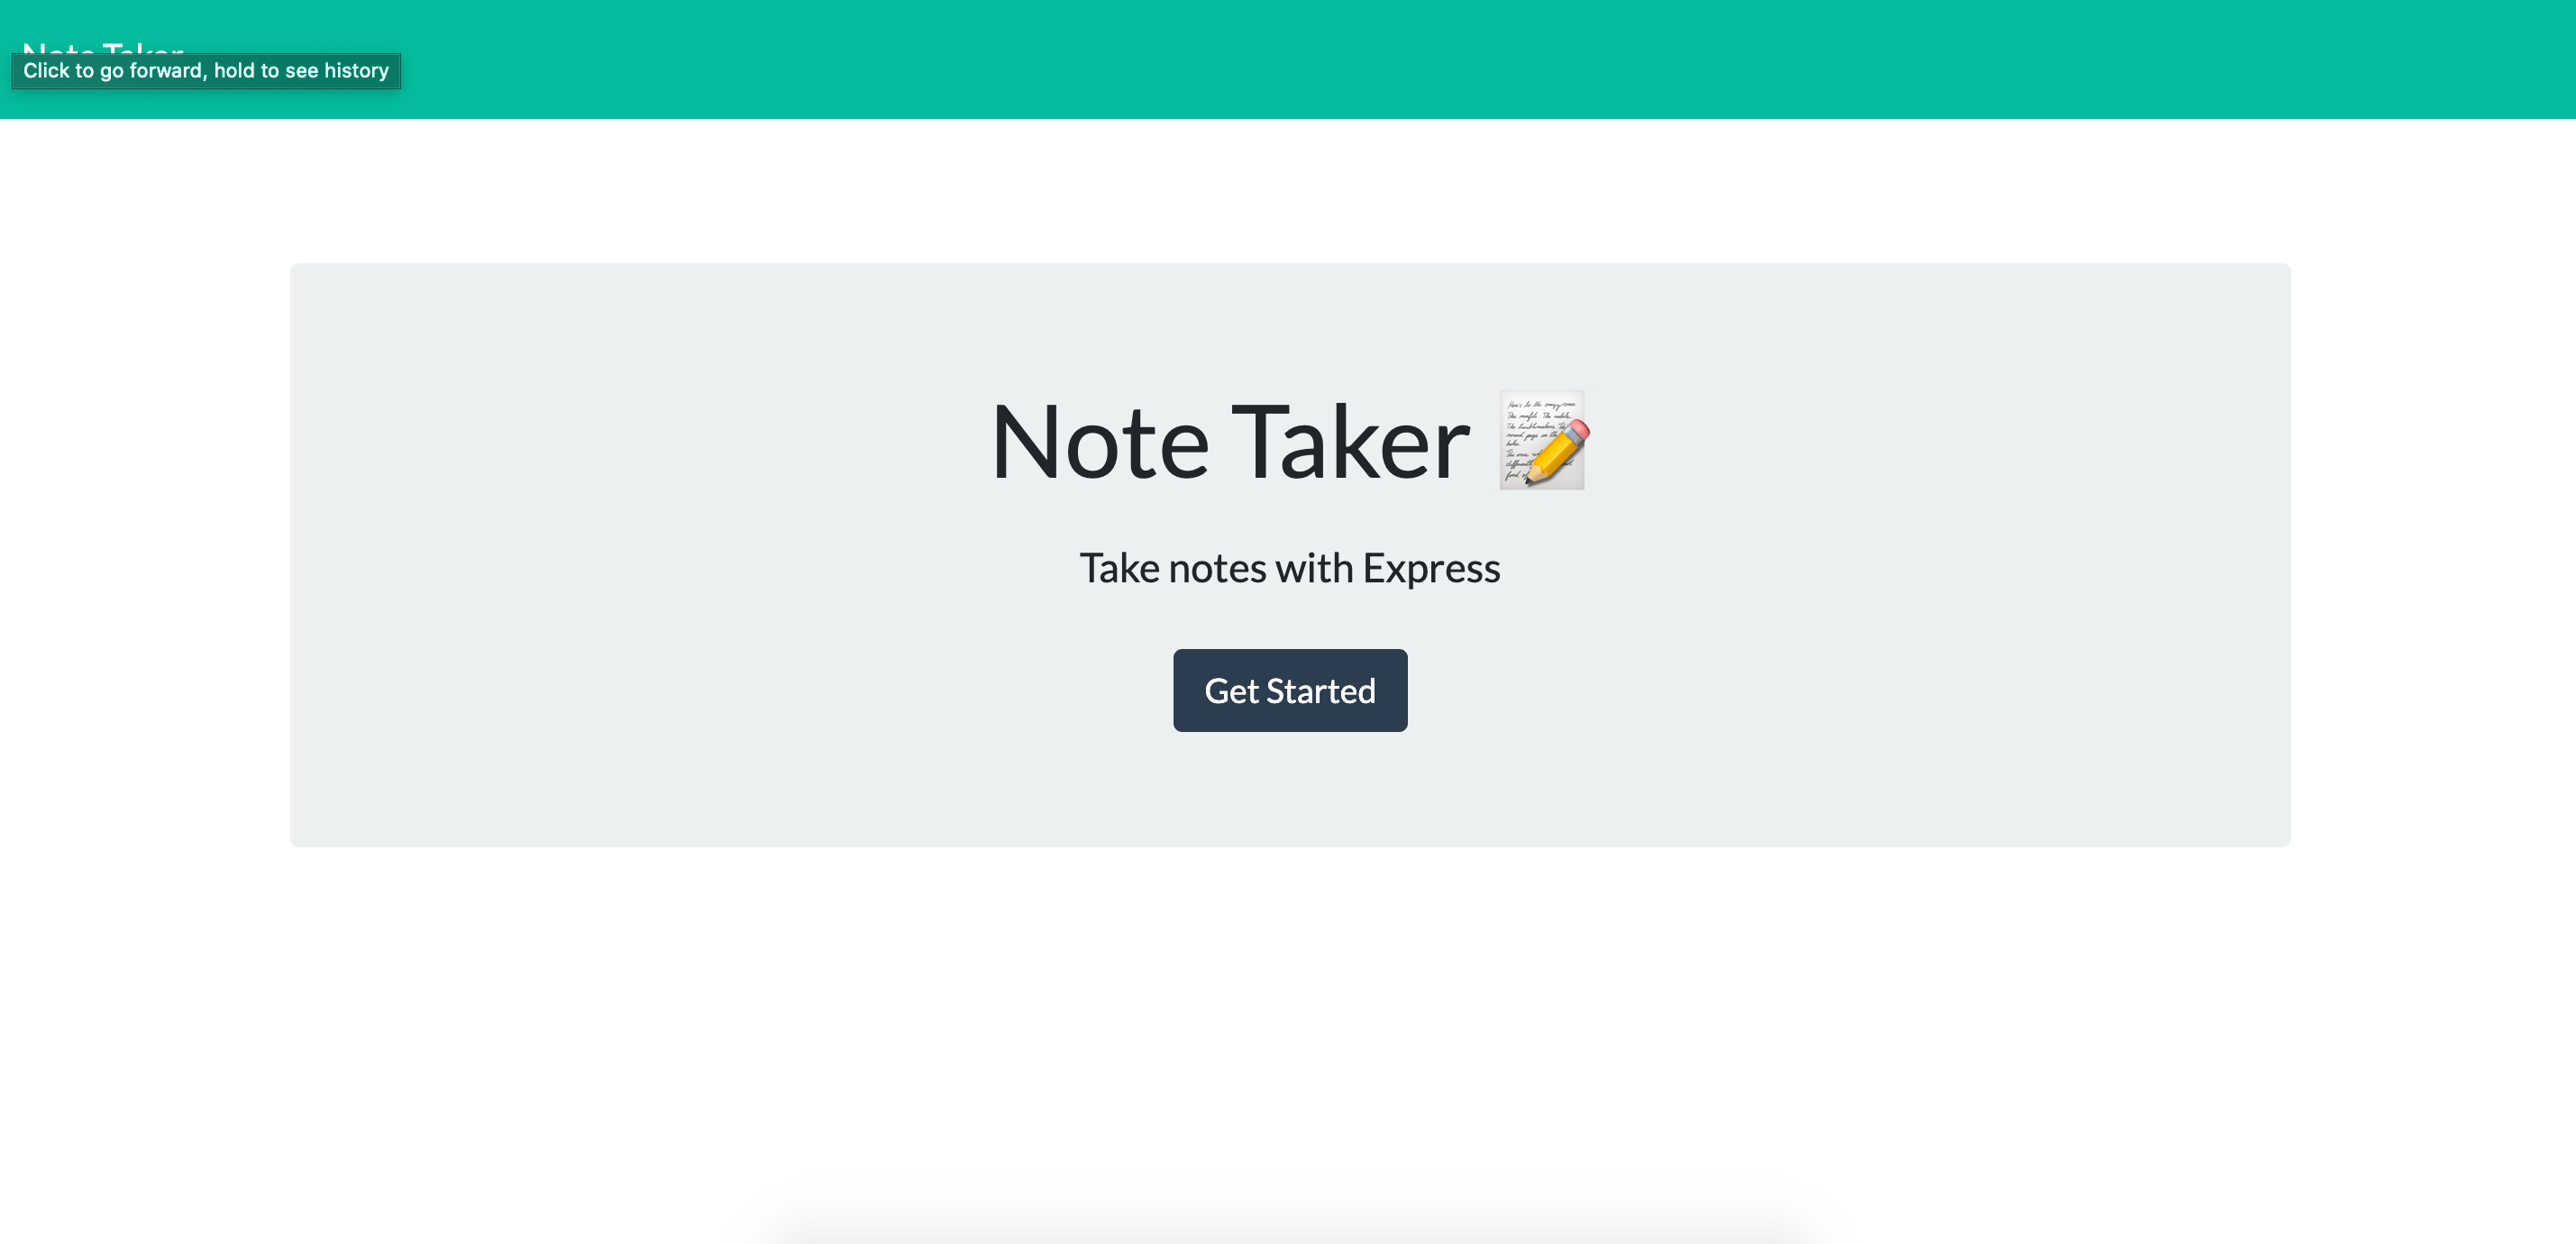 Note Taker
Click to go forward, hold to see history
Note Taker
Take notes with Express
Get Started